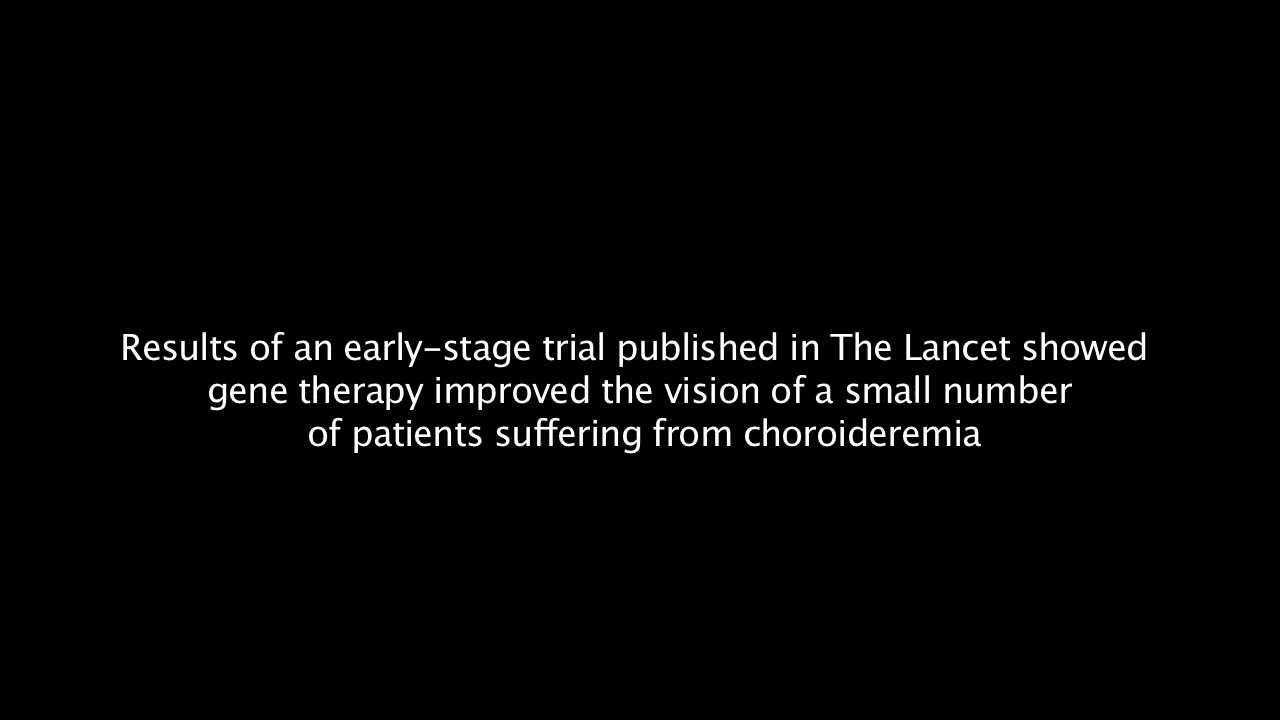 Results of an early–stage trial published in The Lancet showed
gene therapy improved the vision of a small number
of patients suffering from choroideremia